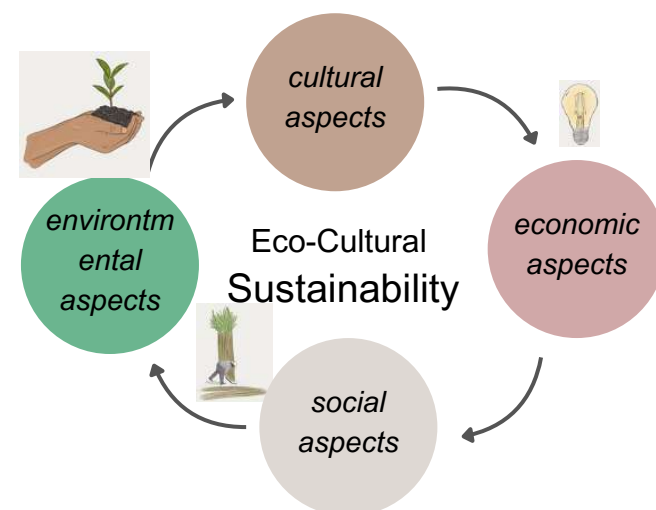 cultural
aspects
economic
aspects
Eco-Cultural
Sustainability
environtm
ental
aspects
social
aspects